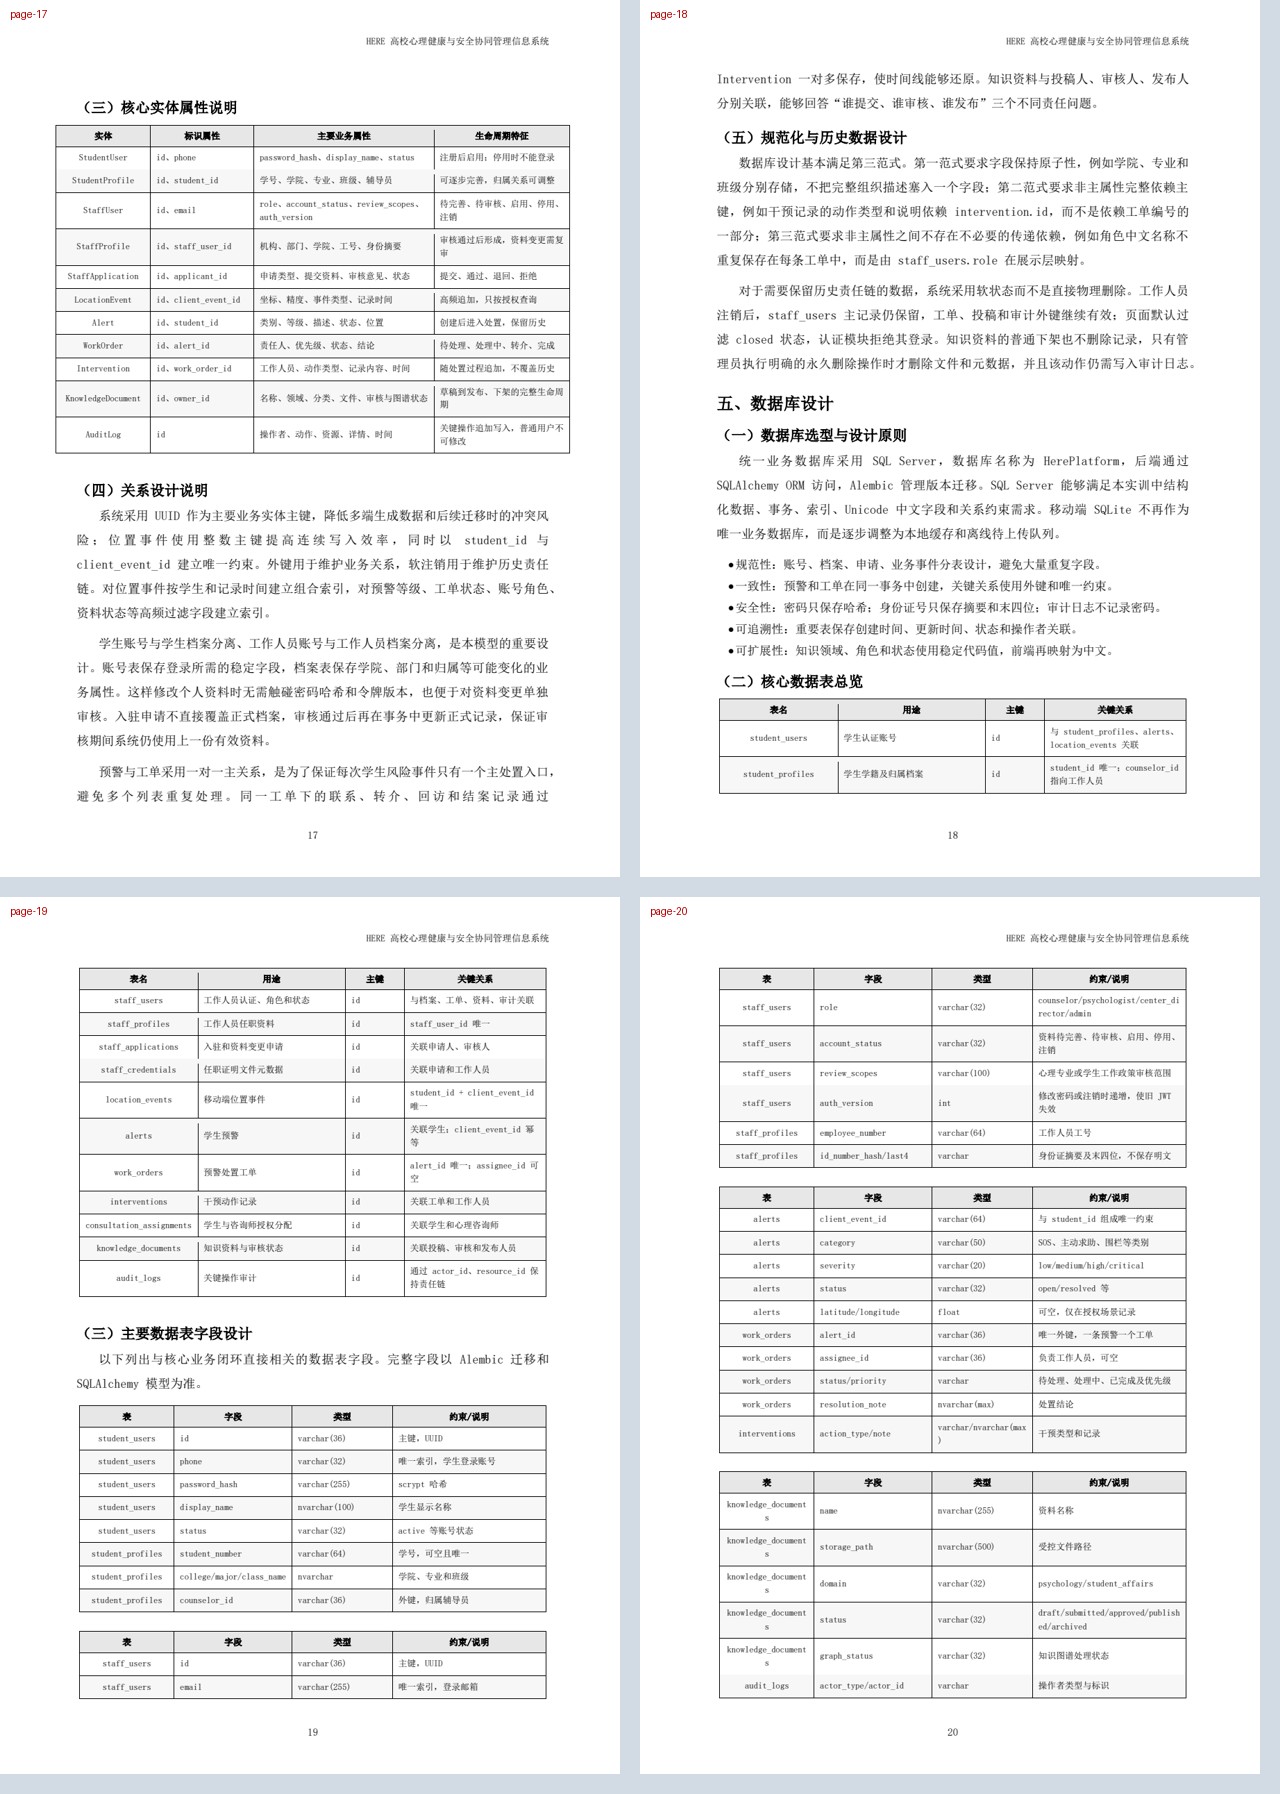 page-17
HERE 高校心理健康与安全协同管理信息系统
（三）核心实体属性说明
实体 标识属性 主要业务属性 生命周期特征
StudentUser id、phone password_hash、display_name、status 注册后启用；停用时不能登录
StudentProfile id、student_id 学号、学院、专业、班级、辅导员 可逐步完善，归属关系可调整
StaffUser id、email role、account_status、review_scopes、auth_version 待完善、待审核、启用、停用、注销
StaffProfile id、staff_user_id 机构、部门、学院、工号、身份摘要 审核通过后形成，资料变更需复审
StaffApplication id、applicant_id 申请类型、提交资料、审核意见、状态 提交、通过、退回、拒绝
LocationEvent id、client_event_id 坐标、精度、事件类型、记录时间 高频追加，只按授权查询
Alert id、student_id 类别、等级、描述、状态、位置 创建后进入处置，保留历史
WorkOrder id、alert_id 责任人、优先级、状态、结论 待处理、处理中、转介、完成
Intervention id、work_order_id 工作人员、动作类型、记录内容、时间 随处置过程追加，不覆盖历史
KnowledgeDocument id、owner_id 名称、领域、分类、文件、审核与图谱状态 草稿到发布、下架的完整生命周期
AuditLog id 操作者、动作、资源、详情、时间 关键操作追加写入，普通用户不可修改
（四）关系设计说明
系统采用 UUID 作为主要业务实体主键，降低多端生成数据和后续迁移时的冲突风
险；位置事件使用整数主键提高连续写入效率，同时以 student_id 与
client_event_id 建立唯一约束。外键用于维护业务关系，软注销用于维护历史责任
链。对位置事件按学生和记录时间建立组合索引，对预警等级、工单状态、账号角色、
资料状态等高频过滤字段建立索引。
学生账号与学生档案分离、工作人员账号与工作人员档案分离，是本模型的重要设
计。账号表保存登录所需的稳定字段，档案表保存学院、部门和归属等可能变化的业
务属性。这样修改个人资料时无需触碰密码哈希和令牌版本，也便于对资料变更单独
审核。入驻申请不直接覆盖正式档案，审核通过后再在事务中更新正式记录，保证审
核期间系统仍使用上一份有效资料。
预警与工单采用一对一主关系，是为了保证每次学生风险事件只有一个主处置入口，
避免多个列表重复处理。同一工单下的联系、转介、回访和结案记录通过
17
page-18
HERE 高校心理健康与安全协同管理信息系统
Intervention 一对多保存，使时间线能够还原。知识资料与投稿人、审核人、发布人
分别关联，能够回答“谁提交、谁审核、谁发布”三个不同责任问题。
（五）规范化与历史数据设计
数据库设计基本满足第三范式。第一范式要求字段保持原子性，例如学院、专业和
班级分别存储，不把完整组织描述塞入一个字段；第二范式要求非主属性完整依赖主
键，例如干预记录的动作类型和说明依赖 intervention.id，而不是依赖工单编号的
一部分；第三范式要求非主属性之间不存在不必要的传递依赖，例如角色中文名称不
重复保存在每条工单中，而是由 staff_users.role 在展示层映射。
对于需要保留历史责任链的数据，系统采用软状态而不是直接物理删除。工作人员
注销后，staff_users 主记录仍保留，工单、投稿和审计外键继续有效；页面默认过
滤 closed 状态，认证模块拒绝其登录。知识资料的普通下架也不删除记录，只有管
理员执行明确的永久删除操作时才删除文件和元数据，并且该动作仍需写入审计日志。
五、数据库设计
（一）数据库选型与设计原则
统一业务数据库采用 SQL Server，数据库名称为 HerePlatform，后端通过
SQLAlchemy ORM 访问，Alembic 管理版本迁移。SQL Server 能够满足本实训中结构
化数据、事务、索引、Unicode 中文字段和关系约束需求。移动端 SQLite 不再作为
唯一业务数据库，而是逐步调整为本地缓存和离线待上传队列。
●规范性：账号、档案、申请、业务事件分表设计，避免大量重复字段。
●一致性：预警和工单在同一事务中创建，关键关系使用外键和唯一约束。
●安全性：密码只保存哈希；身份证号只保存摘要和末四位；审计日志不记录密码。
●可追溯性：重要表保存创建时间、更新时间、状态和操作者关联。
●可扩展性：知识领域、角色和状态使用稳定代码值，前端再映射为中文。
（二）核心数据表总览
表名 用途 主键 关键关系
student_users 学生认证账号 id 与 student_profiles、alerts、location_events 关联
student_profiles 学生学籍及归属档案 id student_id 唯一；counselor_id 指向工作人员
18
page-19
HERE 高校心理健康与安全协同管理信息系统
表名 用途 主键 关键关系
staff_users 工作人员认证、角色和状态 id 与档案、工单、资料、审计关联
staff_profiles 工作人员任职资料 id staff_user_id 唯一
staff_applications 入驻和资料变更申请 id 关联申请人、审核人
staff_credentials 任职证明文件元数据 id 关联申请和工作人员
location_events 移动端位置事件 id student_id + client_event_id 唯一
alerts 学生预警 id 关联学生；client_event_id 幂等
work_orders 预警处置工单 id alert_id 唯一；assignee_id 可空
interventions 干预动作记录 id 关联工单和工作人员
consultation_assignments 学生与咨询师授权分配 id 关联学生和心理咨询师
knowledge_documents 知识资料与审核状态 id 关联投稿、审核和发布人员
audit_logs 关键操作审计 id 通过 actor_id、resource_id 保持责任链
（三）主要数据表字段设计
以下列出与核心业务闭环直接相关的数据表字段。完整字段以 Alembic 迁移和
SQLAlchemy 模型为准。
表 字段 类型 约束/说明
student_users id varchar(36) 主键，UUID
student_users phone varchar(32) 唯一索引，学生登录账号
student_users password_hash varchar(255) scrypt 哈希
student_users display_name nvarchar(100) 学生显示名称
student_users status varchar(32) active 等账号状态
student_profiles student_number varchar(64) 学号，可空且唯一
student_profiles college/major/class_name nvarchar 学院、专业和班级
student_profiles counselor_id varchar(36) 外键，归属辅导员
表 字段 类型 约束/说明
staff_users id varchar(36) 主键，UUID
staff_users email varchar(255) 唯一索引，登录邮箱
19
page-20
HERE 高校心理健康与安全协同管理信息系统
表 字段 类型 约束/说明
staff_users role varchar(32) counselor/psychologist/center_director/admin
staff_users account_status varchar(32) 资料待完善、待审核、启用、停用、注销
staff_users review_scopes varchar(100) 心理专业或学生工作政策审核范围
staff_users auth_version int 修改密码或注销时递增，使旧 JWT 失效
staff_profiles employee_number varchar(64) 工作人员工号
staff_profiles id_number_hash/last4 varchar 身份证摘要及末四位，不保存明文
表 字段 类型 约束/说明
alerts client_event_id varchar(64) 与 student_id 组成唯一约束
alerts category varchar(50) SOS、主动求助、围栏等类别
alerts severity varchar(20) low/medium/high/critical
alerts status varchar(32) open/resolved 等
alerts latitude/longitude float 可空，仅在授权场景记录
work_orders alert_id varchar(36) 唯一外键，一条预警一个工单
work_orders assignee_id varchar(36) 负责工作人员，可空
work_orders status/priority varchar 待处理、处理中、已完成及优先级
work_orders resolution_note nvarchar(max) 处置结论
interventions action_type/note varchar/nvarchar(max) 干预类型和记录
表 字段 类型 约束/说明
knowledge_documents name nvarchar(255) 资料名称
knowledge_documents storage_path nvarchar(500) 受控文件路径
knowledge_documents domain varchar(32) psychology/student_affairs
knowledge_documents status varchar(32) draft/submitted/approved/published/archived
knowledge_documents graph_status varchar(32) 知识图谱处理状态
audit_logs actor_type/actor_id varchar 操作者类型与标识
20